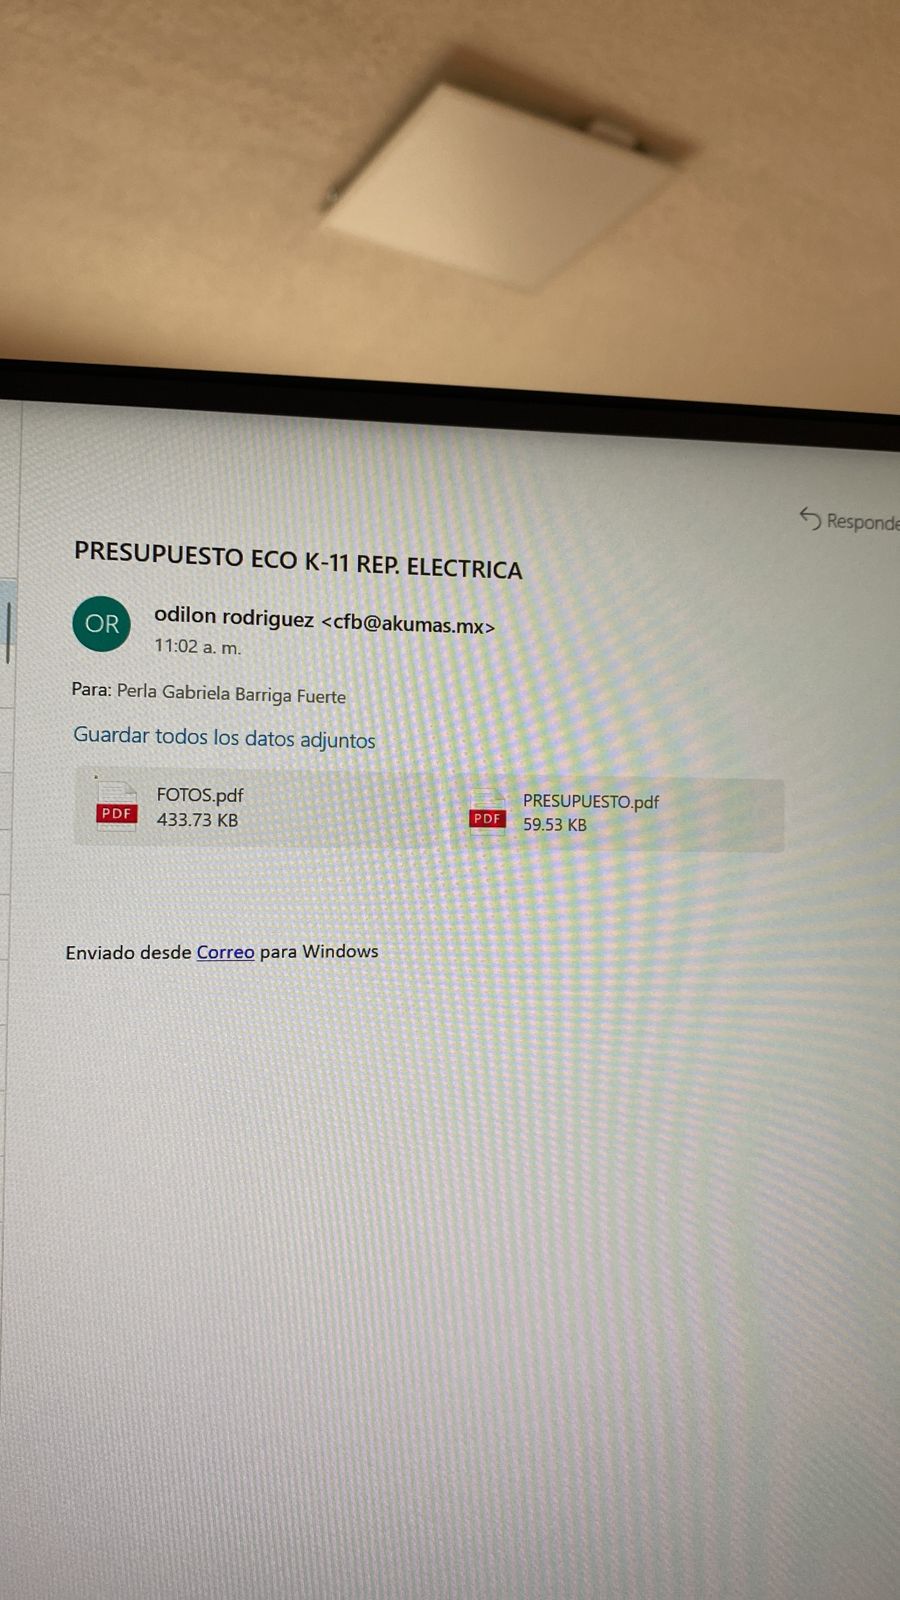 Responde
PRESUPUESTO ECO K-11 REP. ELECTRICA
OR
odilon rodriguez <cfb@akumas.mx>
11:02 a. m.
Para: Perla Gabriela Barriga Fuerte
Guardar todos los datos adjuntos
PDF
FOTOS.pdf
433.73 KB
PDF
PRESUPUESTO.pdf
59.53 KB
Enviado desde Correo para Windows